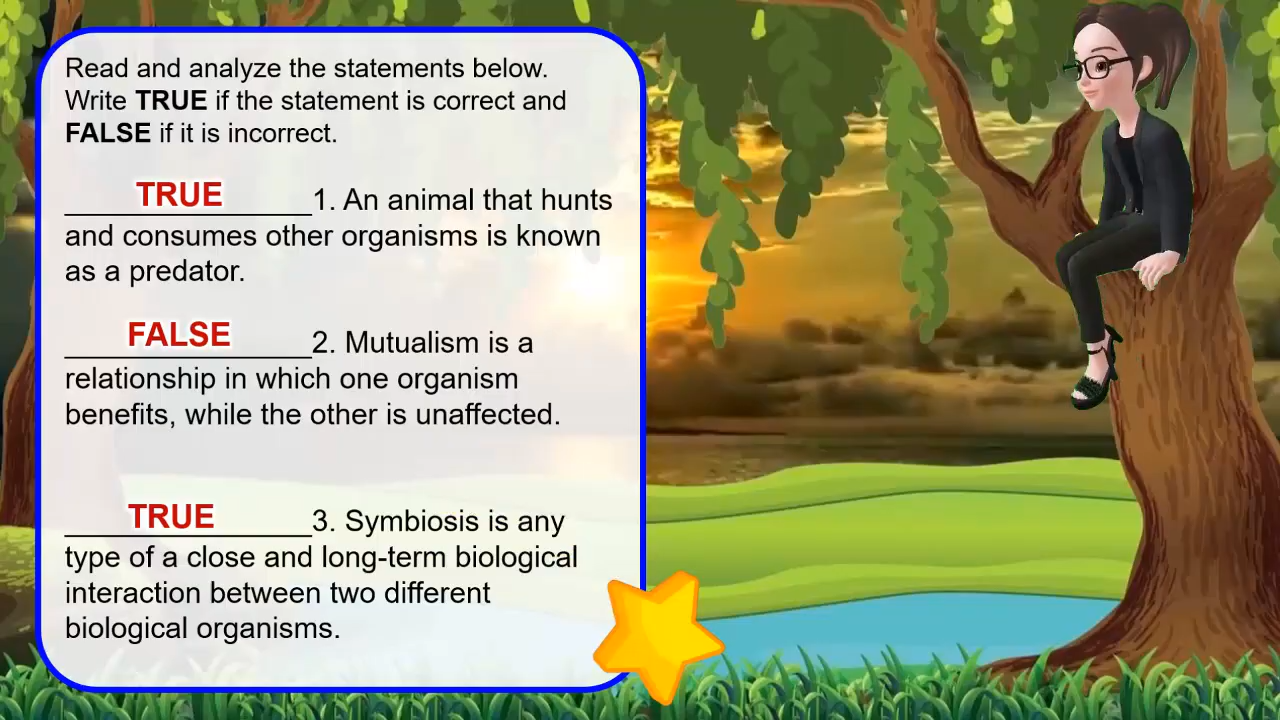 Read and analyze the statements below.
Write TRUE if the statement is correct and
FALSE if it is incorrect.
TRUE
______________1. An animal that hunts
and consumes other organisms is known
as a predator.
FALSE
______________2. Mutualism is a
relationship in which one organism
benefits, while the other is unaffected.
TRUE
______________3. Symbiosis is any
type of a close and long-term biological
interaction between two different
biological organisms.